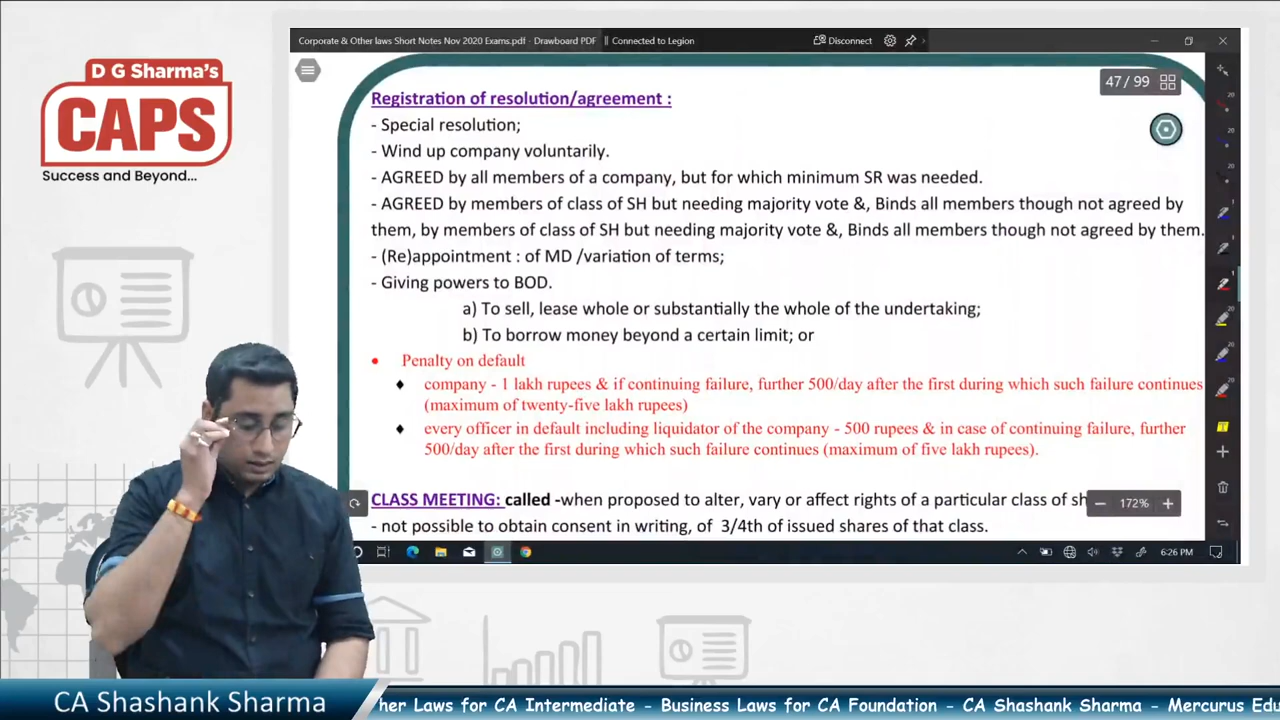 D G Sharma's
CAPS
Success and Beyond...
Corporate & Other laws Short Notes Nov 2020 Exams.pdf - Drawboard PDF || Connected to Legion Disconnect
47 / 99
Registration of resolution/agreement :
- Special resolution;
- Wind up company voluntarily.
- AGREED by all members of a company, but for which minimum SR was needed.
- AGREED by members of class of SH but needing majority vote &, Binds all members though not agreed by
them, by members of class of SH but needing majority vote &, Binds all members though not agreed by them.
- (Re)appointment : of MD /variation of terms;
- Giving powers to BOD.
a) To sell, lease whole or substantially the whole of the undertaking;
b) To borrow money beyond a certain limit; or
• Penalty on default
♦ company - 1 lakh rupees & if continuing failure, further 500/day after the first during which such failure continues
(maximum of twenty-five lakh rupees)
♦ every officer in default including liquidator of the company - 500 rupees & in case of continuing failure, further
500/day after the first during which such failure continues (maximum of five lakh rupees).
CLASS MEETING: called -when proposed to alter, vary or affect rights of a particular class of
172%
- not possible to obtain consent in writing, of 3/4th of issued shares of that class.
6:26 PM
CA Shashank Sharma
her Laws for CA Intermediate - Business Laws for CA Foundation - CA Shashank Sharma - Mercurus Edu